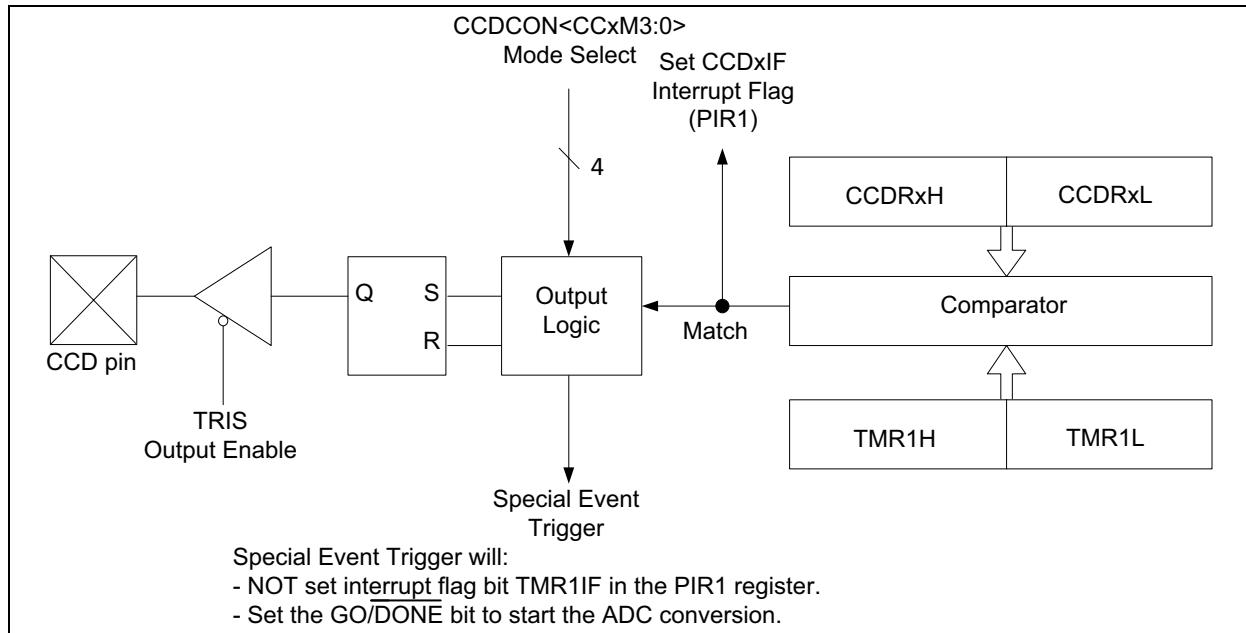 CCDCON<CCxM3:0>
Mode Select
Set CCDxIF
Interrupt Flag
(PIR1)
4
CCDRxH
CCDRxL
Q
S
R
Output
Logic
Match
Comparator
CCD pin
TRIS
Output Enable
TMR1H
TMR1L
Special Event
Trigger
Special Event Trigger will:
- NOT set interrupt flag bit TMR1IF in the PIR1 register.
- Set the GO/DONE bit to start the ADC conversion.